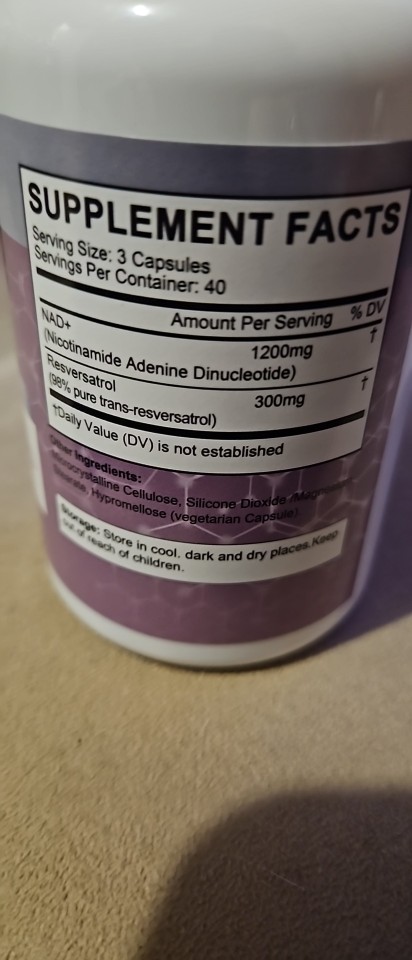 SUPPLEMENT FACTS
Serving Size: 3 Capsules
Servings Per Container: 40
Amount Per Serving % DV
NAD+ †
(Nicotinamide Adenine Dinucleotide) 1200mg
Resversatrol †
(98% pure trans-resversatrol) 300mg
†Daily Value (DV) is not established
Other Ingredients:
Microcrystalline Cellulose, Silicone Dioxide /Magnesium
Stearate, Hypromellose (vegetarian Capsule)
Storage: Store in cool. dark and dry places.Keep
out of reach of children.